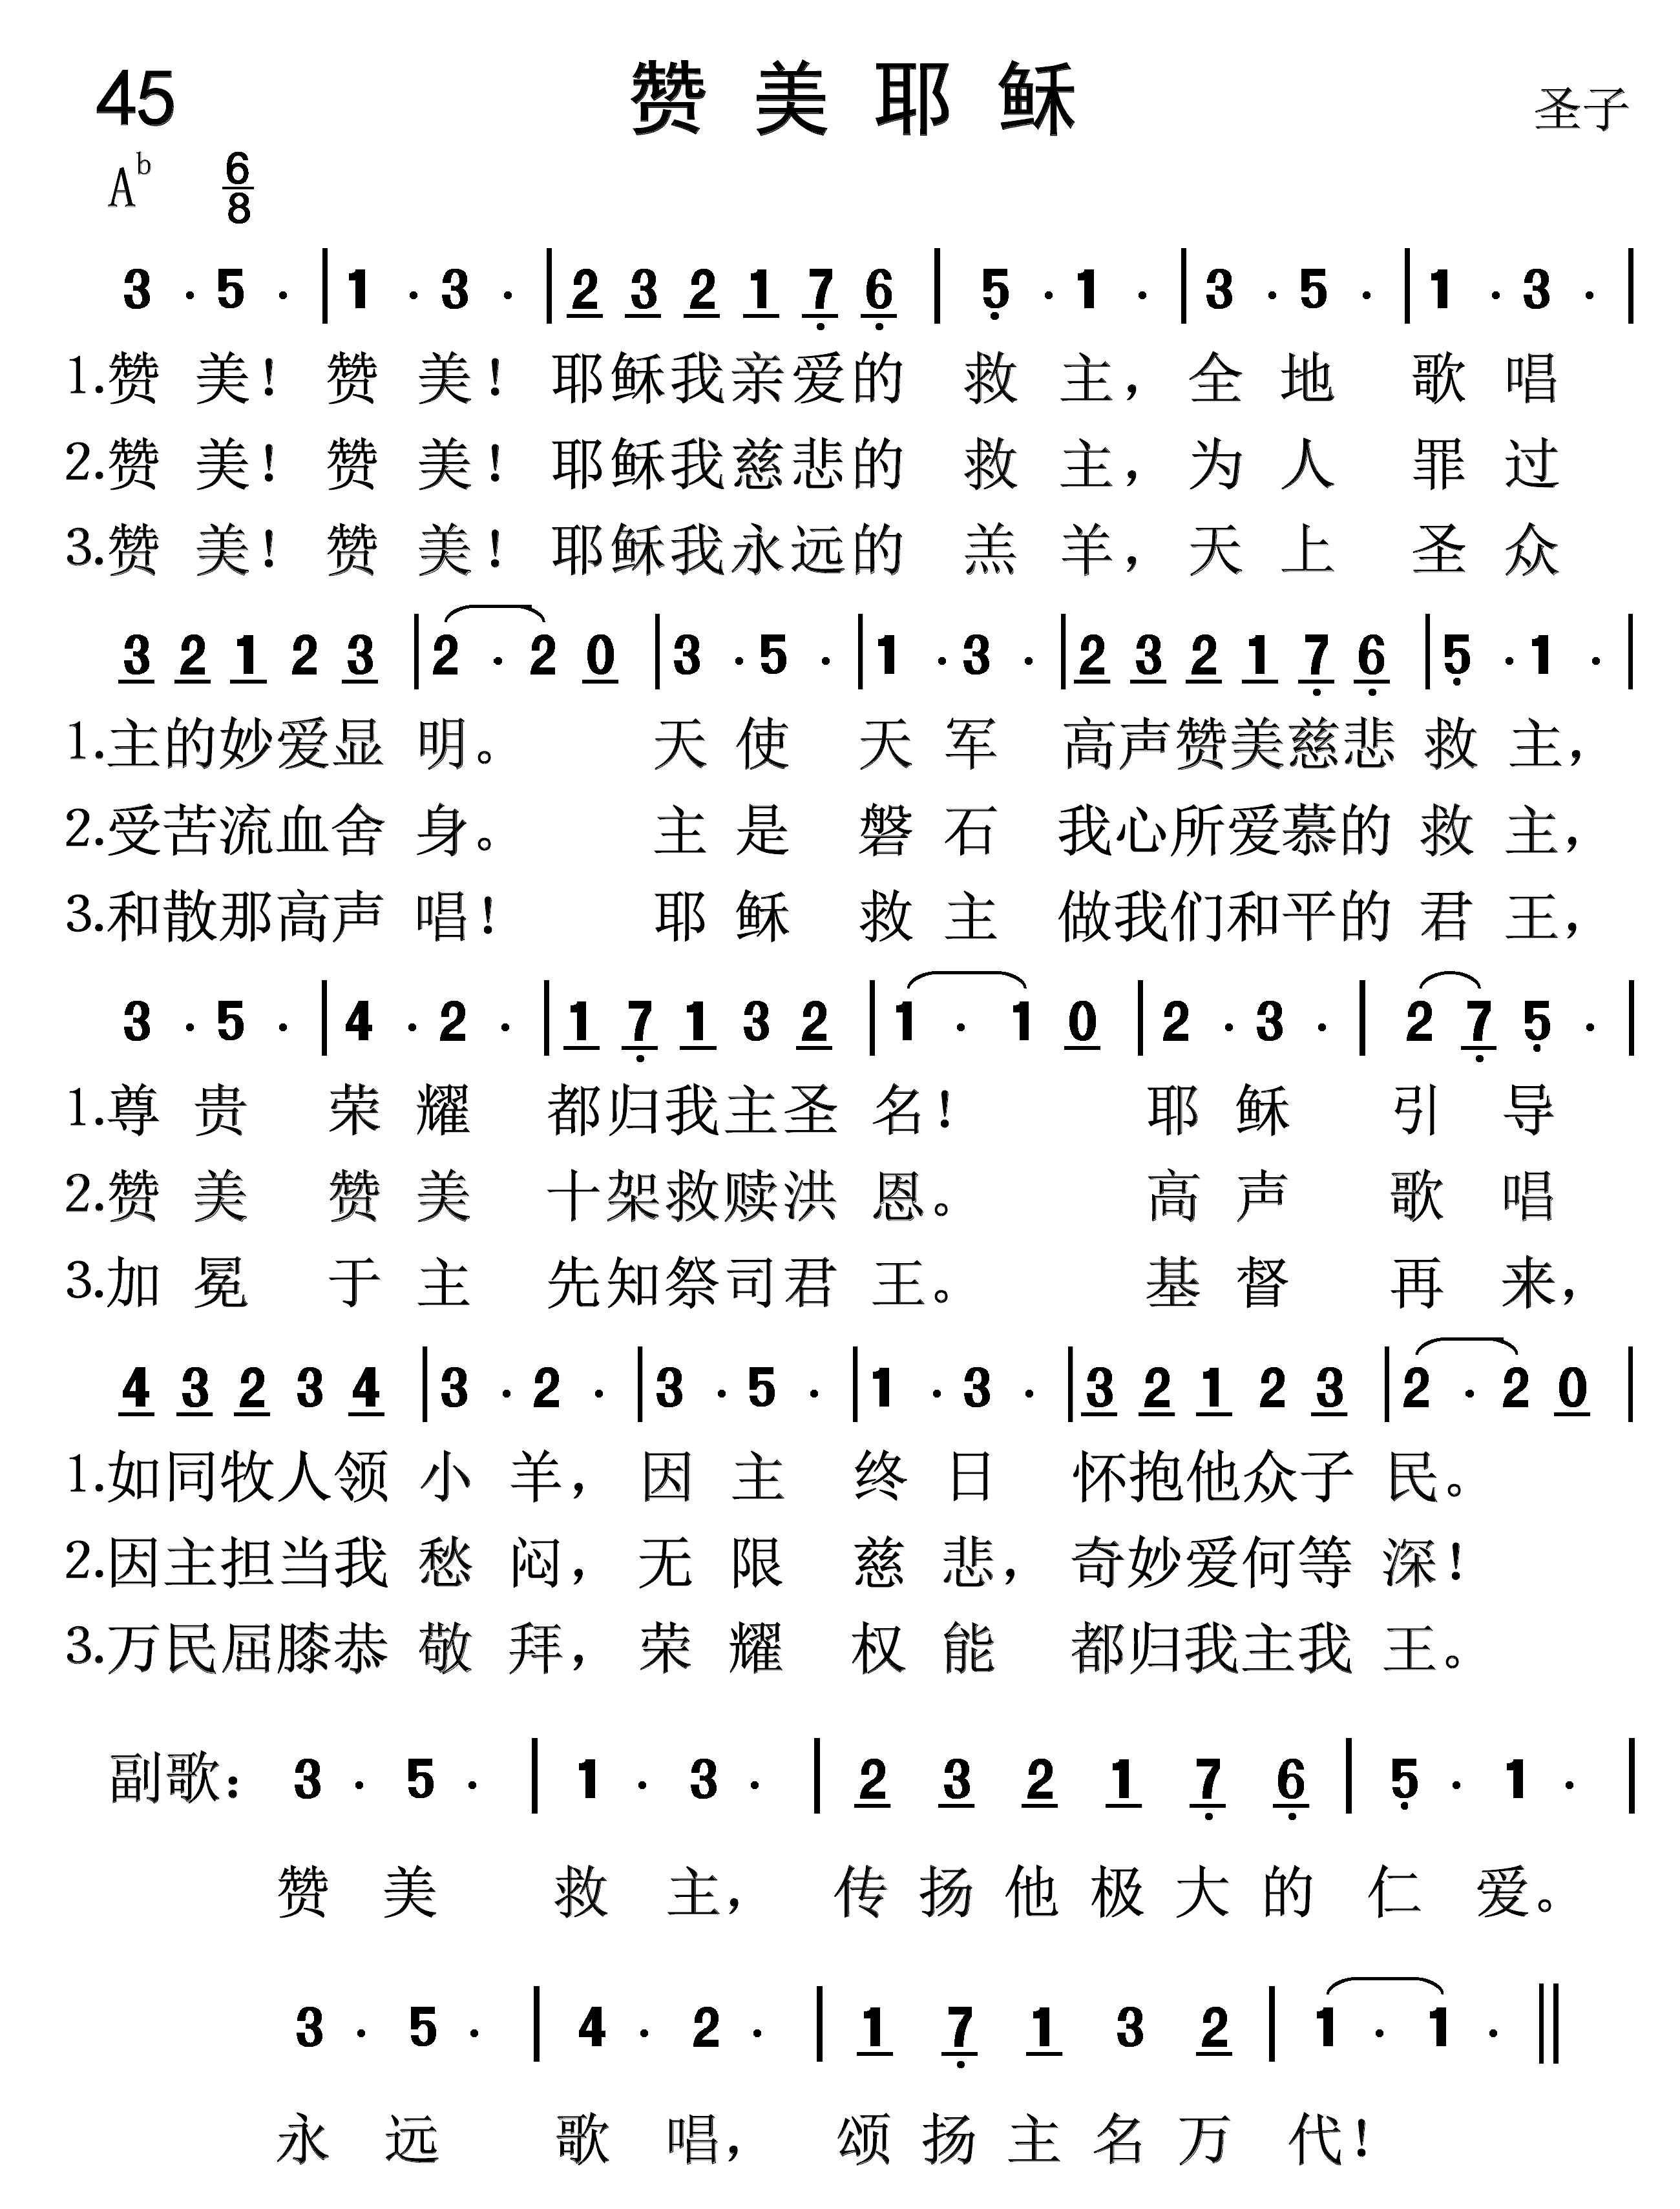 45 赞美耶稣 圣子
A♭ 6/8
3 · 5 · | 1 · 3 · | 2 3 2 1 7 6 | 5 · 1 · | 3 · 5 · | 1 · 3 · |
1.赞美！赞美！耶稣我亲爱的救主，全地歌唱
2.赞美！赞美！耶稣我慈悲的救主，为人罪过
3.赞美！赞美！耶稣我永远的羔羊，天上圣众
3 2 1 2 3 | 2 · 2 0 | 3 · 5 · | 1 · 3 · | 2 3 2 1 7 6 | 5 · 1 · |
1.主的妙爱显明。天使天军高声赞美慈悲救主，
2.受苦流血舍身。主是磐石我心所爱慕的救主，
3.和散那高声唱！耶稣救主做我们和平的君王，
3 · 5 · | 4 · 2 · | 1 7 1 3 2 | 1 · 1 0 | 2 · 3 · | 2 7 5 · |
1.尊贵荣耀都归我主圣名！耶稣引导
2.赞美赞美十架救赎洪恩。高声歌唱
3.加冕于主先知祭司君王。基督再来，
4 3 2 3 4 | 3 · 2 · | 3 · 5 · | 1 · 3 · | 3 2 1 2 3 | 2 · 2 0 |
1.如同牧人领小羊，因主终日怀抱他众子民。
2.因主担当我愁闷，无限慈悲，奇妙爱何等深！
3.万民屈膝恭敬拜，荣耀权能都归我主我王。
副歌：3 · 5 · | 1 · 3 · | 2 3 2 1 7 6 | 5 · 1 · |
赞美救主，传扬他极大的仁爱。
3 · 5 · | 4 · 2 · | 1 7 1 3 2 | 1 · 1 · ‖
永远歌唱，颂扬主名万代！